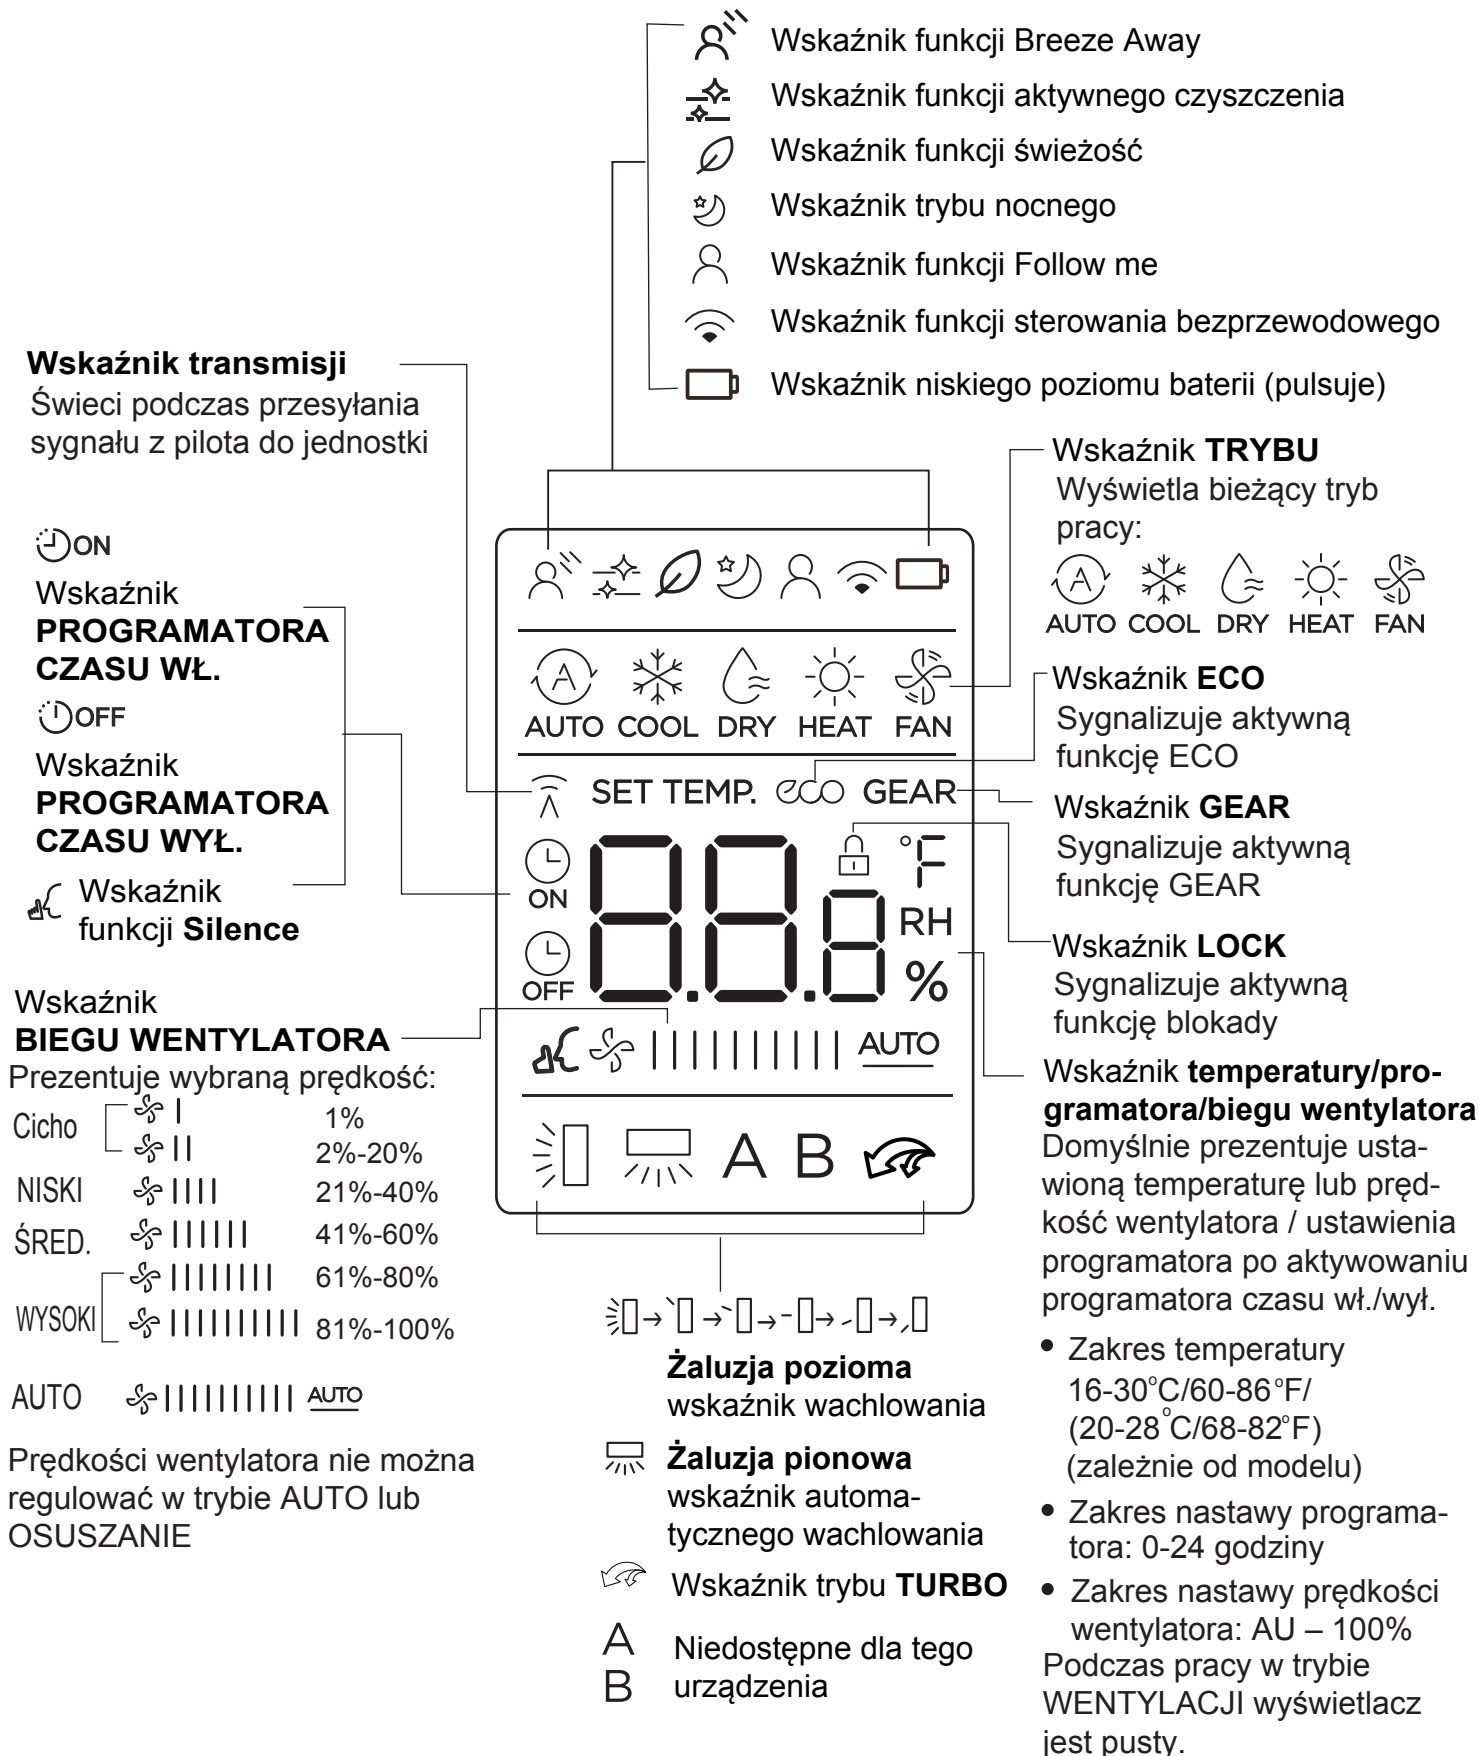 Wskaźnik funkcji Breeze Away
Wskaźnik funkcji aktywnego czyszczenia
Wskaźnik funkcji świeżość
Wskaźnik trybu nocnego
Wskaźnik funkcji Follow me
Wskaźnik funkcji sterowania bezprzewodowego
Wskaźnik niskiego poziomu baterii (pulsuje)
Wskaźnik transmisji
Świeci podczas przesyłania
sygnału z pilota do jednostki
ON
Wskaźnik
PROGRAMATORA
CZASU WŁ.
OFF
Wskaźnik
PROGRAMATORA
CZASU WYŁ.
Wskaźnik
funkcji Silence
Wskaźnik
BIEGU WENTYLATORA
Prezentuje wybraną prędkość:
Cicho
1%
2%-20%
NISKI 21%-40%
ŚRED. 41%-60%
WYSOKI
61%-80%
81%-100%
AUTO AUTO
Prędkości wentylatora nie można
regulować w trybie AUTO lub
OSUSZANIE
A
AUTO COOL DRY HEAT FAN
SET TEMP. eco GEAR
ON
OFF
88.8
°F
RH
%
AUTO
A B
Żaluzja pozioma
wskaźnik wachlowania
Żaluzja pionowa
wskaźnik automa-
tycznego wachlowania
Wskaźnik trybu TURBO
A
B
Niedostępne dla tego
urządzenia
Wskaźnik TRYBU
Wyświetla bieżący tryb
pracy:
A
AUTO COOL DRY HEAT FAN
Wskaźnik ECO
Sygnalizuje aktywną
funkcję ECO
Wskaźnik GEAR
Sygnalizuje aktywną
funkcję GEAR
Wskaźnik LOCK
Sygnalizuje aktywną
funkcję blokady
Wskaźnik temperatury/pro-
gramatora/biegu wentylatora
Domyślnie prezentuje usta-
wioną temperaturę lub pręd-
kość wentylatora / ustawienia
programatora po aktywowaniu
programatora czasu wł./wył.
• Zakres temperatury
16-30°C/60-86°F/
(20-28°C/68-82°F)
(zależnie od modelu)
• Zakres nastawy programa-
tora: 0-24 godziny
• Zakres nastawy prędkości
wentylatora: AU – 100%
Podczas pracy w trybie
WENTYLACJI wyświetlacz
jest pusty.